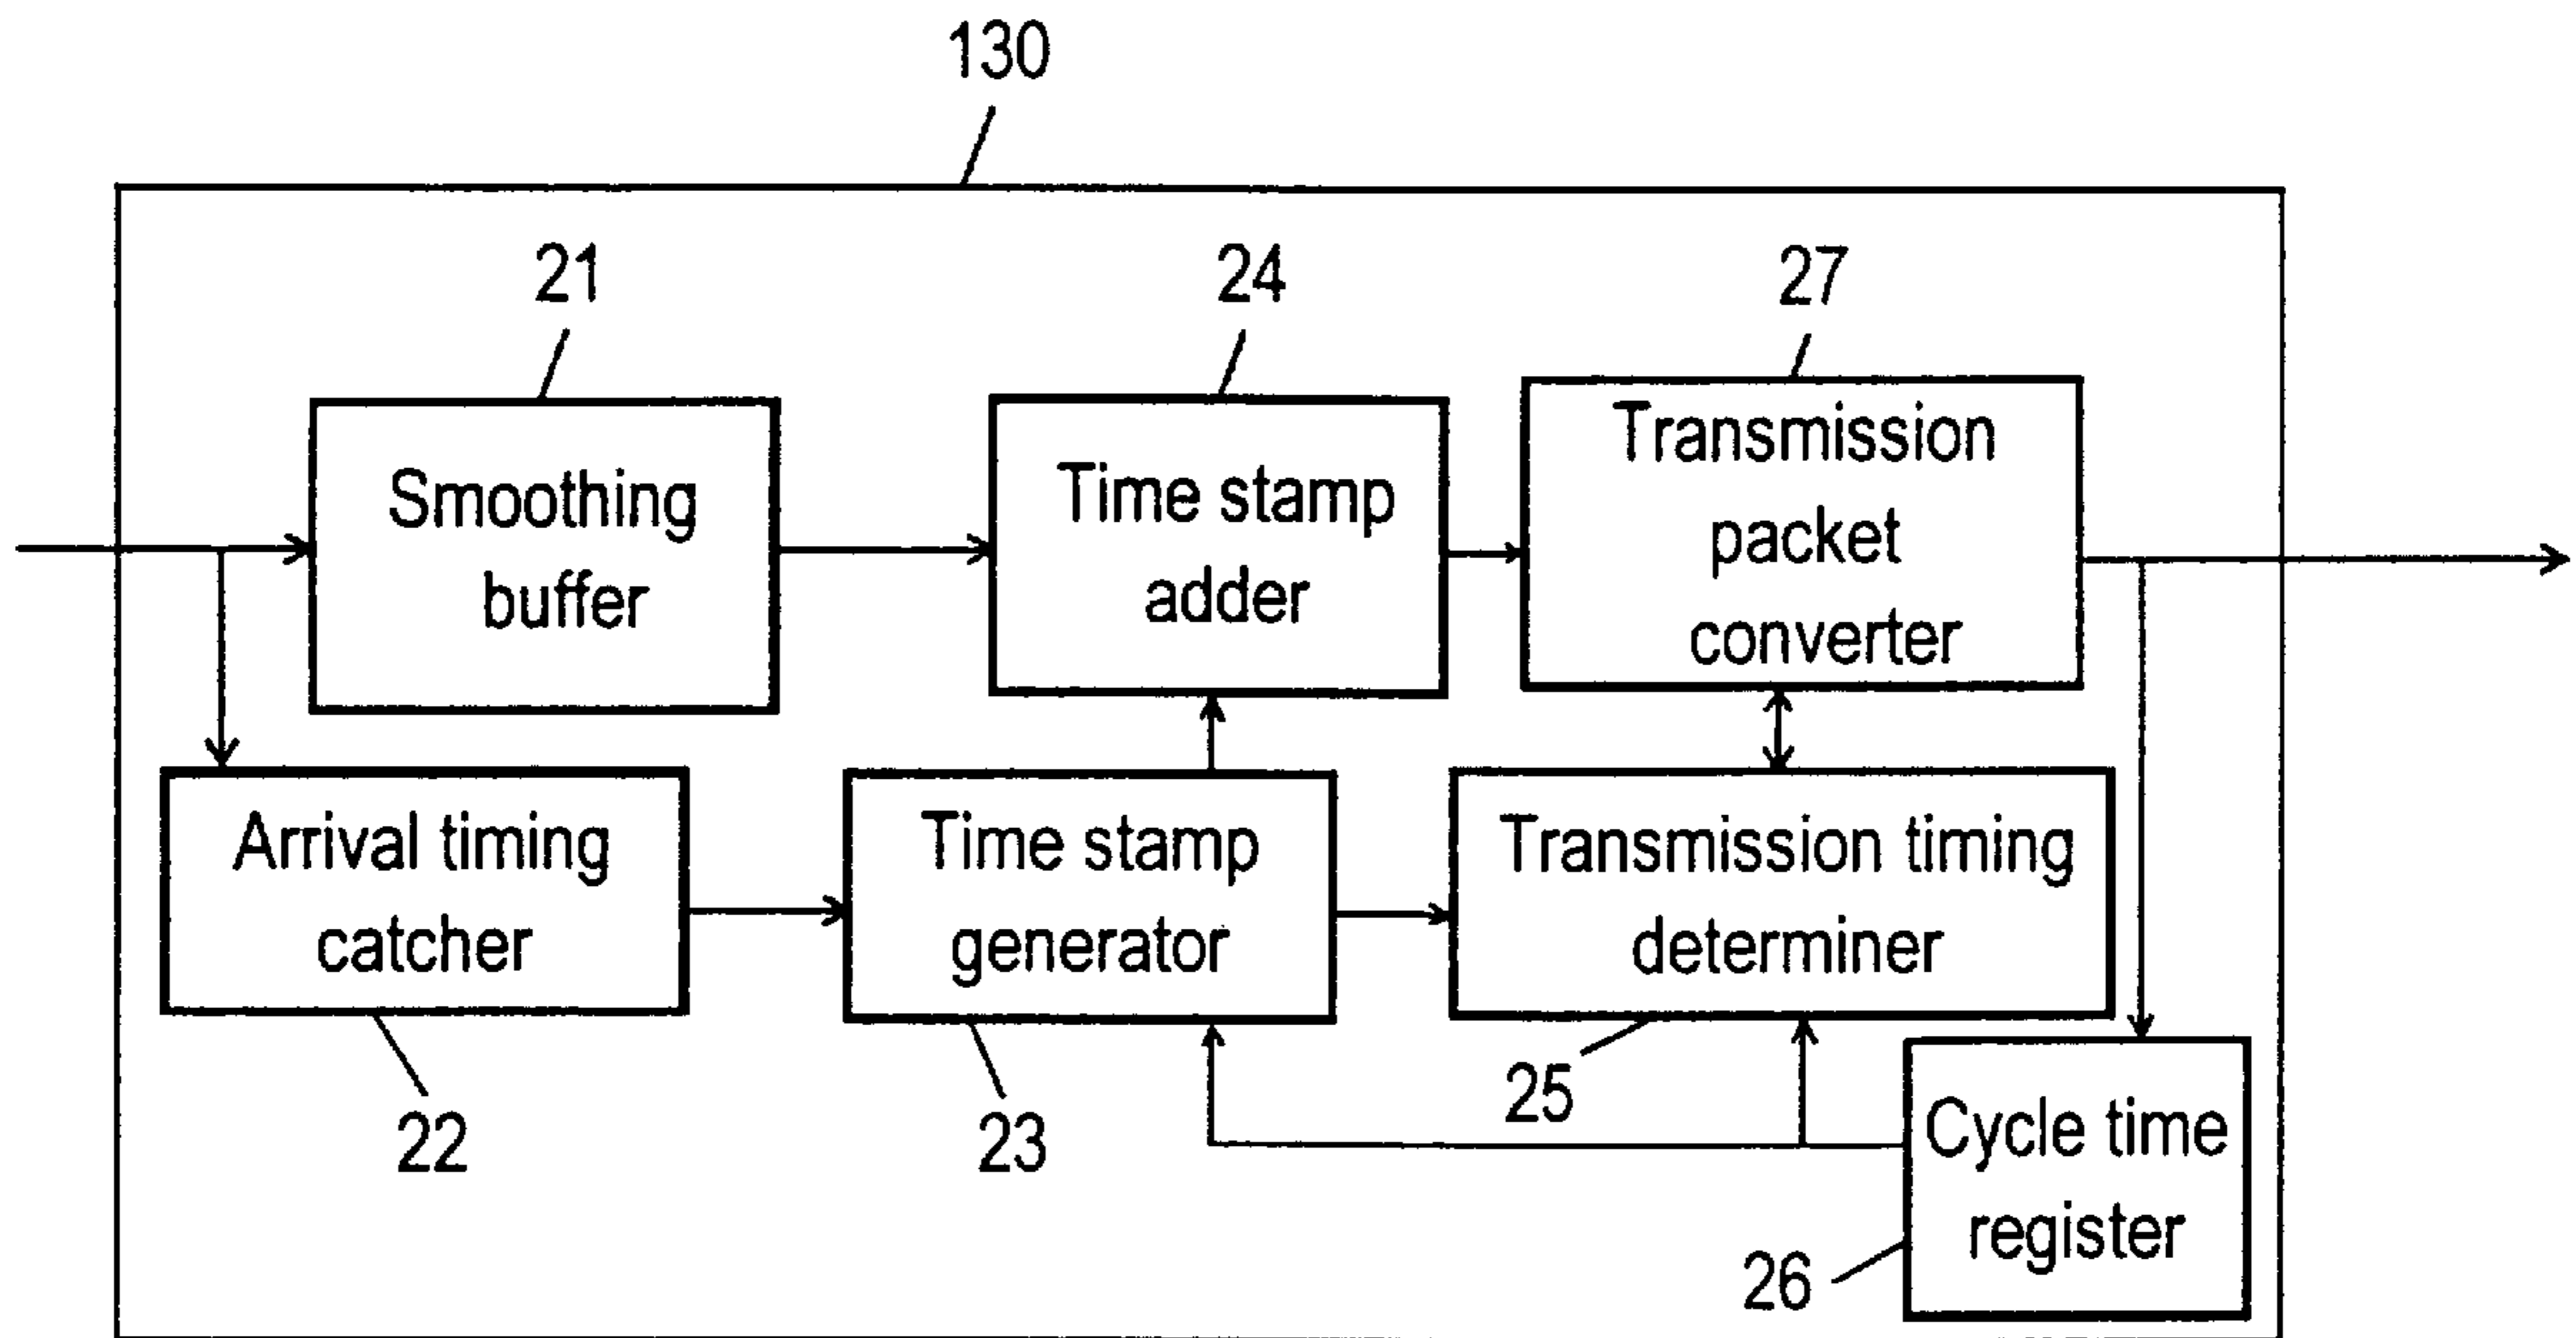 130
21
24
27
Smoothing
buffer
Time stamp
adder
Transmission
packet
converter
Arrival timing
catcher
Time stamp
generator
Transmission timing
determiner
22
23
25
Cycle time
register
26